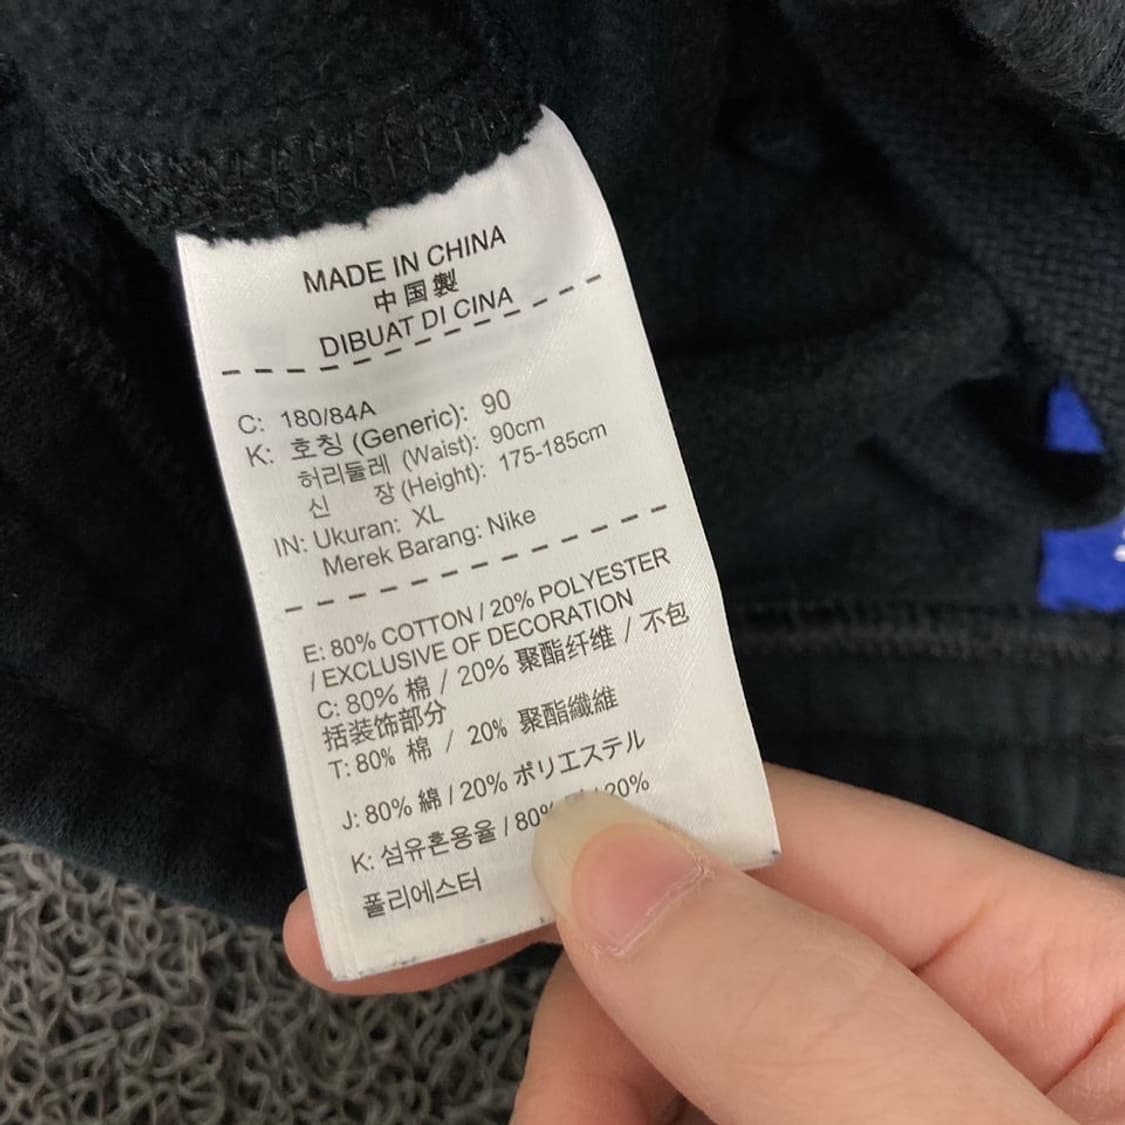 MADE IN CHINA
中国製
DIBUAT DI CINA
C: 180/84A
K: 호칭 (Generic): 90
허리둘레 (Waist): 90cm
신 장 (Height): 175-185cm
IN: Ukuran: XL
Merek Barang: Nike
E: 80% COTTON / 20% POLYESTER
/ EXCLUSIVE OF DECORATION
C: 80% 棉 / 20% 聚酯纤维 / 不包
括装饰部分
T: 80% 棉 / 20% 聚酯纖維
J: 80% 綿 / 20% ポリエステル
K: 섬유혼용율 / 80% / 20%
폴리에스터